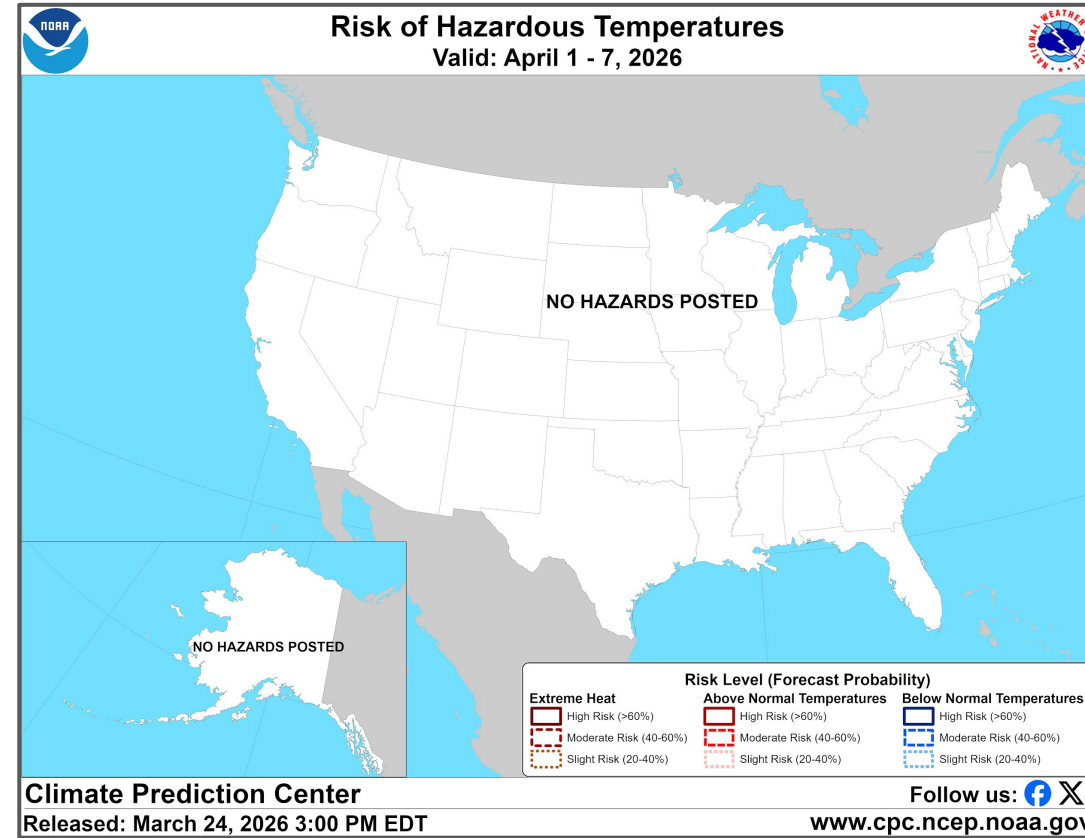 NOAA
Risk of Hazardous Temperatures
Valid: April 1 - 7, 2026
NATIONAL WEATHER SERVICE
NO HAZARDS POSTED
NO HAZARDS POSTED
Risk Level (Forecast Probability)
Extreme Heat
High Risk (>60%)
Moderate Risk (40-60%)
Slight Risk (20-40%)
Above Normal Temperatures
High Risk (>60%)
Moderate Risk (40-60%)
Slight Risk (20-40%)
Below Normal Temperatures
High Risk (>60%)
Moderate Risk (40-60%)
Slight Risk (20-40%)
Climate Prediction Center
Follow us:
Released: March 24, 2026 3:00 PM EDT
www.cpc.ncep.noaa.gov